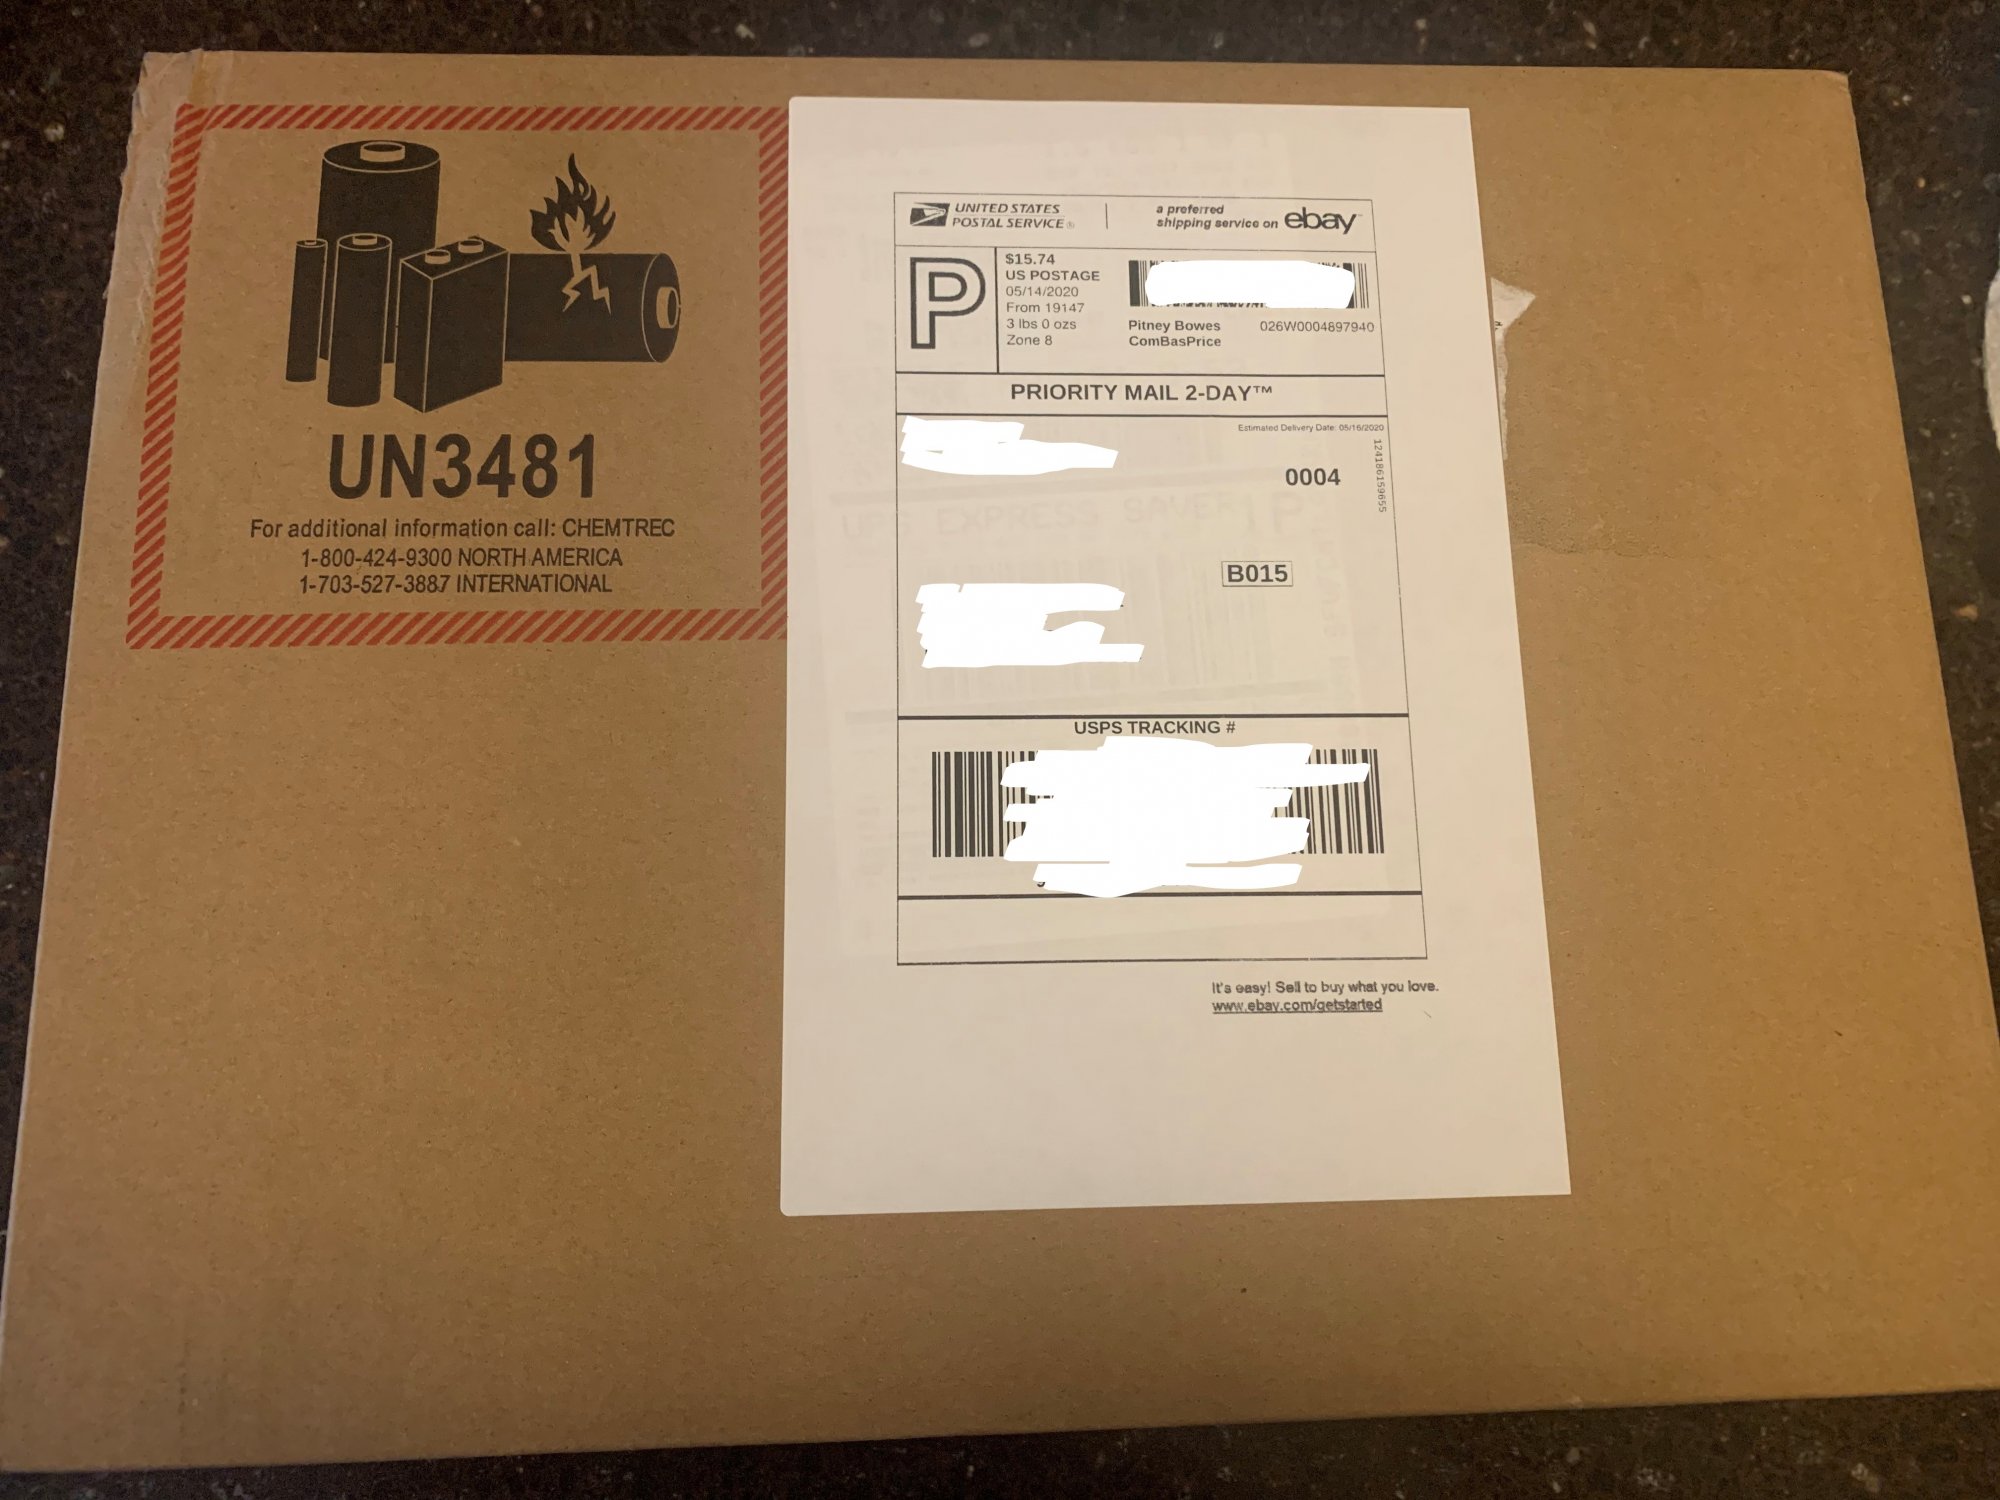 UN3481
For additional information call: CHEMTREC
1-800-424-9300 NORTH AMERICA
1-703-527-3887 INTERNATIONAL
UNITED STATES
POSTAL SERVICE®
a preferred
shipping service on ebay™
P
$15.74
US POSTAGE
05/14/2020
From 19147
3 lbs 0 ozs
Zone 8
Pitney Bowes
ComBasPrice
026W0004897940
PRIORITY MAIL 2-DAY™
Estimated Delivery Date: 05/16/2020
0004
124186159655
B015
USPS TRACKING #
It's easy! Sell to buy what you love.
www.ebay.com/getstarted